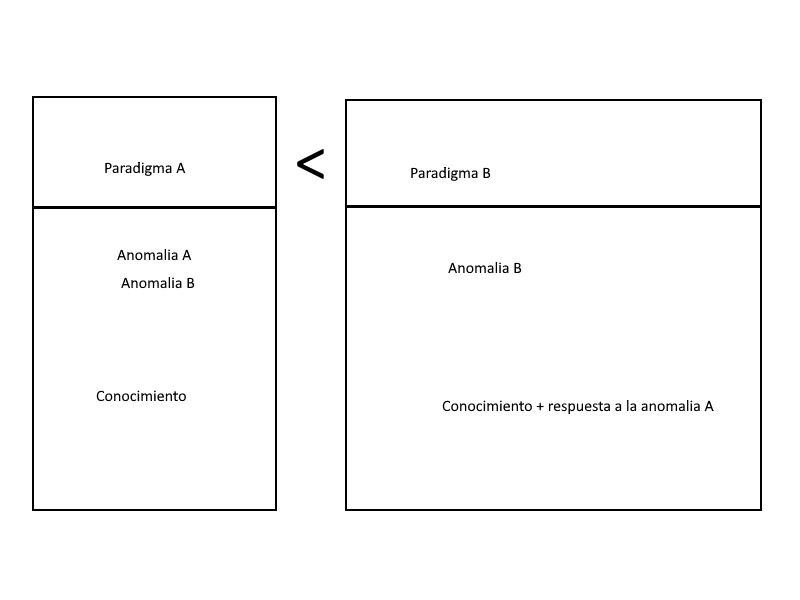 Paradigma A
<
Paradigma B
Anomalia A
Anomalia B
Anomalia B
Conocimiento
Conocimiento + respuesta a la anomalia A